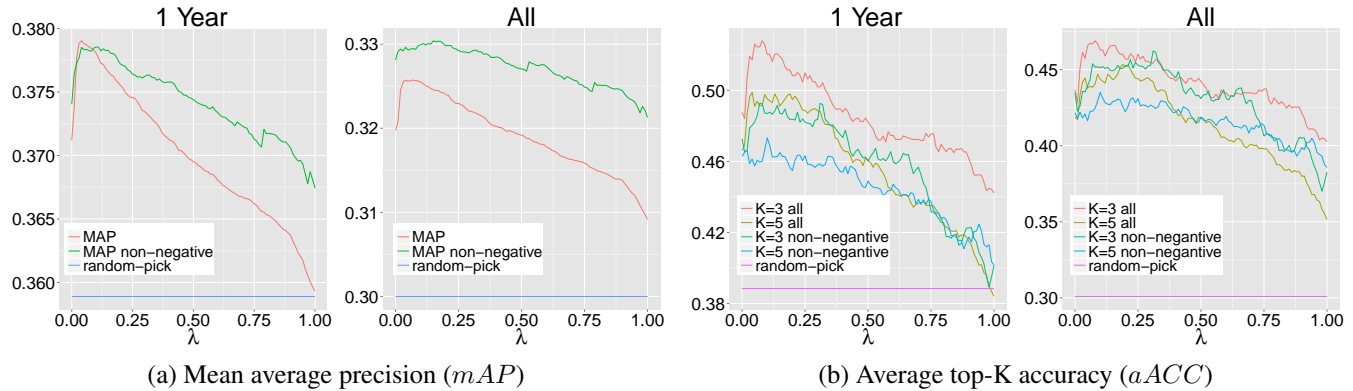 1 Year
0.380
0.375
0.370
0.365
0.360
MAP
MAP non−negative
random−pick
0.00 0.25 0.50 0.75 1.00
λ
All
0.33
0.32
0.31
0.30
MAP
MAP non−negative
random−pick
0.00 0.25 0.50 0.75 1.00
λ
(a) Mean average precision (mAP)
1 Year
0.50
0.46
0.42
0.38
K=3 all
K=5 all
K=3 non−negantive
K=5 non−negantive
random−pick
0.00 0.25 0.50 0.75 1.00
λ
All
0.45
0.40
0.35
0.30
K=3 all
K=5 all
K=3 non−negantive
K=5 non−negantive
random−pick
0.00 0.25 0.50 0.75 1.00
λ
(b) Average top-K accuracy (aACC)